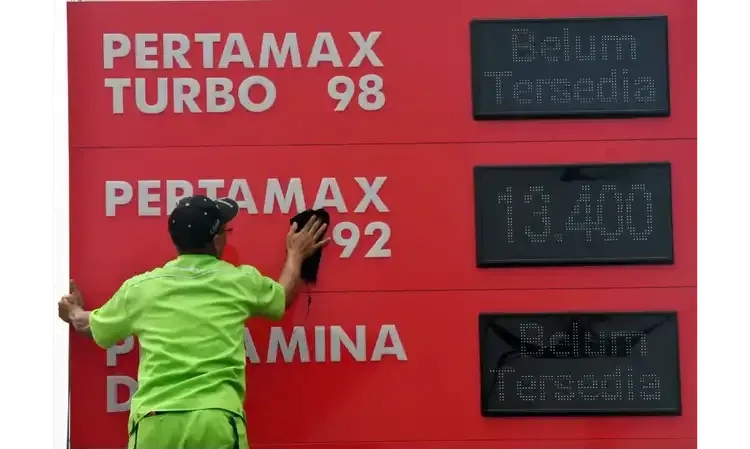 PERTAMAX
TURBO 98
Belum
Tersedia
PERTAMAX
92
13.400
Belum
Tersedia